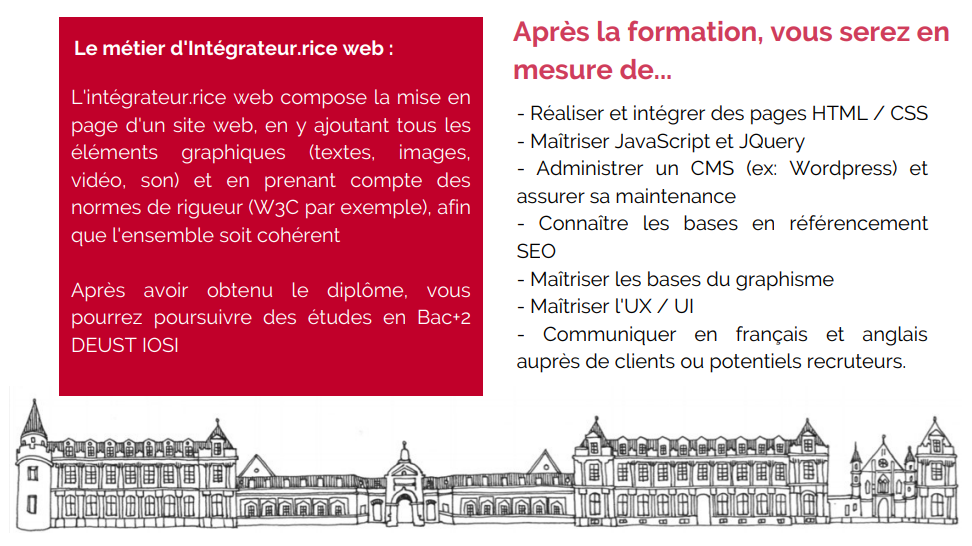 Le métier d'Intégrateur.rice web :
L'intégrateur.rice web compose la mise en
page d'un site web, en y ajoutant tous les
éléments graphiques (textes, images,
vidéo, son) et en prenant compte des
normes de rigueur (W3C par exemple), afin
que l'ensemble soit cohérent
Après avoir obtenu le diplôme, vous
pourrez poursuivre des études en Bac+2
DEUST IOSI
Après la formation, vous serez en
mesure de...
- Réaliser et intégrer des pages HTML / CSS
- Maîtriser JavaScript et JQuery
- Administrer un CMS (ex: Wordpress) et
assurer sa maintenance
- Connaître les bases en référencement
SEO
- Maîtriser les bases du graphisme
- Maîtriser l'UX / UI
- Communiquer en français et anglais
auprès de clients ou potentiels recruteurs.